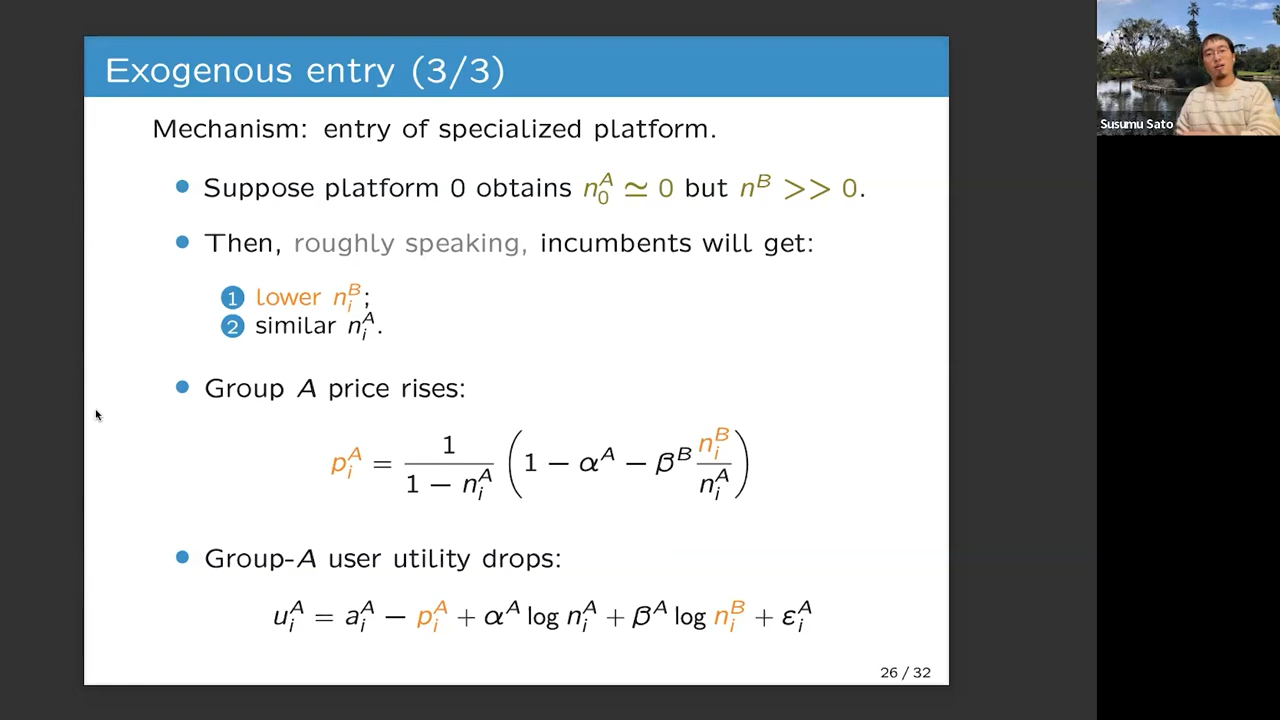 Exogenous entry (3/3)
Mechanism: entry of specialized platform.
Suppose platform 0 obtains n_0^A ≃ 0 but n^B >> 0.
Then, roughly speaking, incumbents will get:
1 lower n_i^B;
2 similar n_i^A.
Group A price rises:
p_i^A = 1 / (1 − n_i^A) (1 − α^A − β^B n_i^B / n_i^A)
Group-A user utility drops:
u_i^A = a_i^A − p_i^A + α^A log n_i^A + β^A log n_i^B + ε_i^A
26 / 32
Susumu Sato